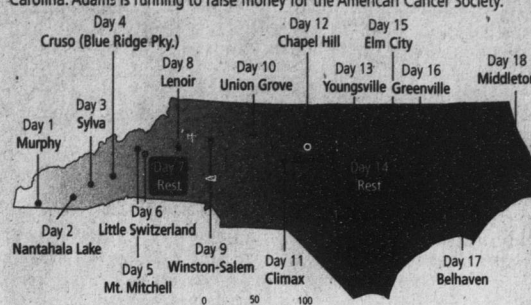 Carolina. Adams is running to raise money for the American Cancer Society.
Day 4
Cruso (Blue Ridge Pky.)
Day 12
Chapel Hill
Day 15
Elm City
Day 8
Lenoir
Day 10
Union Grove
Day 13
Youngsville
Day 16
Greenville
Day 18
Middleto
Day 3
Sylva
Day 1
Murphy
Day 7
Rest
Day 14
Rest
Day 2
Nantahala Lake
Day 6
Little Switzerland
Day 5
Mt. Mitchell
Day 9
Winston-Salem
Day 11
Climax
Day 17
Belhaven
0 50 100